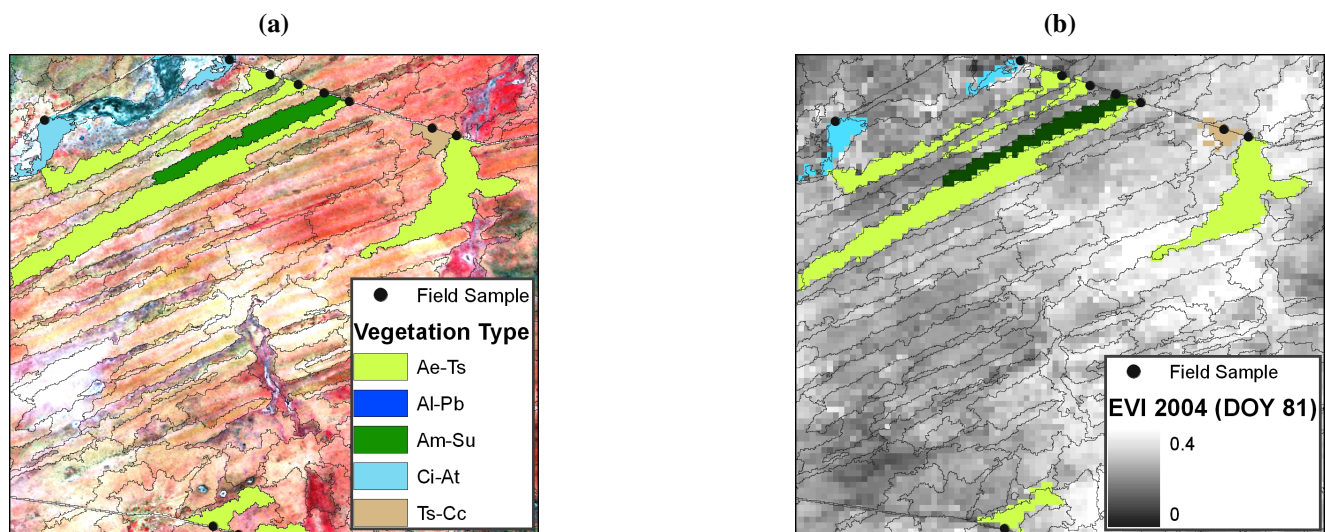 (a)
Field Sample
Vegetation Type
Ae-Ts
Al-Pb
Am-Su
Ci-At
Ts-Cc
(b)
Field Sample
EVI 2004 (DOY 81)
0.4
0